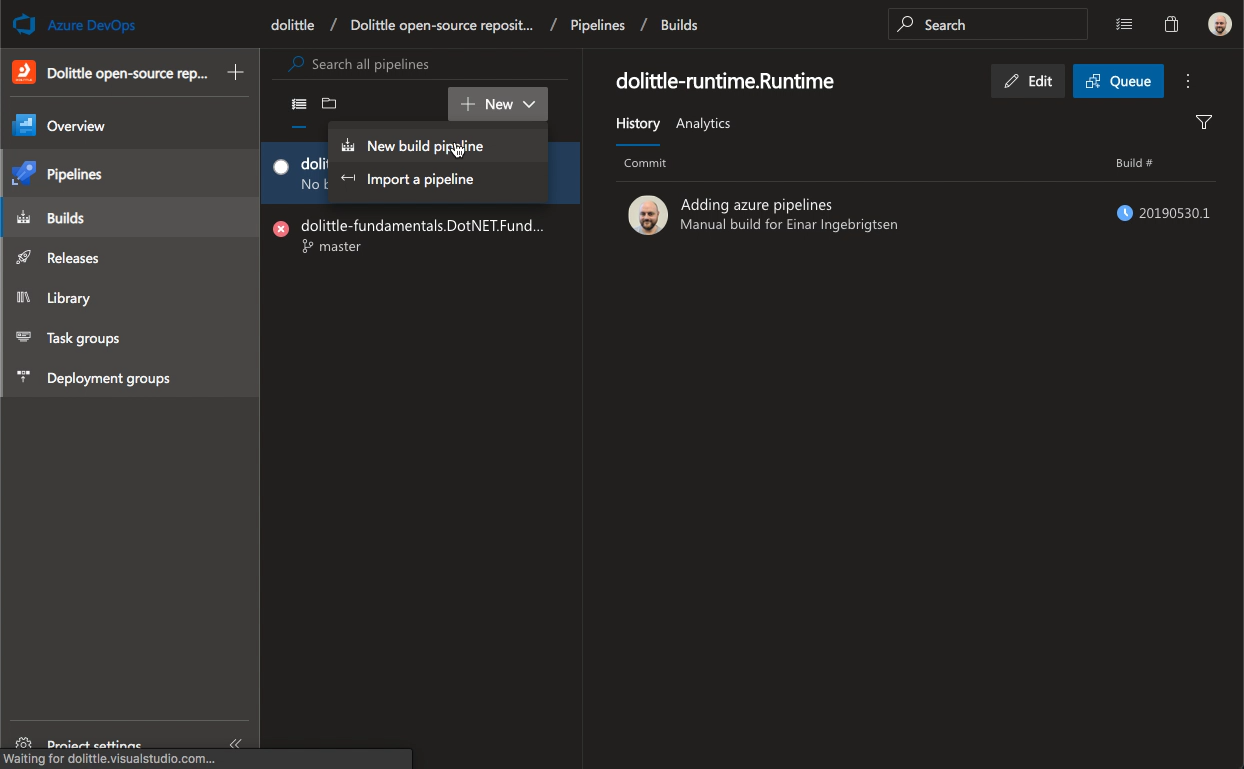 Azure DevOps
dolittle / Dolittle open-source reposit... / Pipelines / Builds
Search
Dolittle open-source rep...
Overview
Pipelines
Builds
Releases
Library
Task groups
Deployment groups
Project settings
Waiting for dolittle.visualstudio.com...
Search all pipelines
New
New build pipeline
Import a pipeline
dolit
No b
dolittle-fundamentals.DotNET.Fund...
master
dolittle-runtime.Runtime
Edit
Queue
History Analytics
Commit Build #
Adding azure pipelines
Manual build for Einar Ingebrigtsen
20190530.1